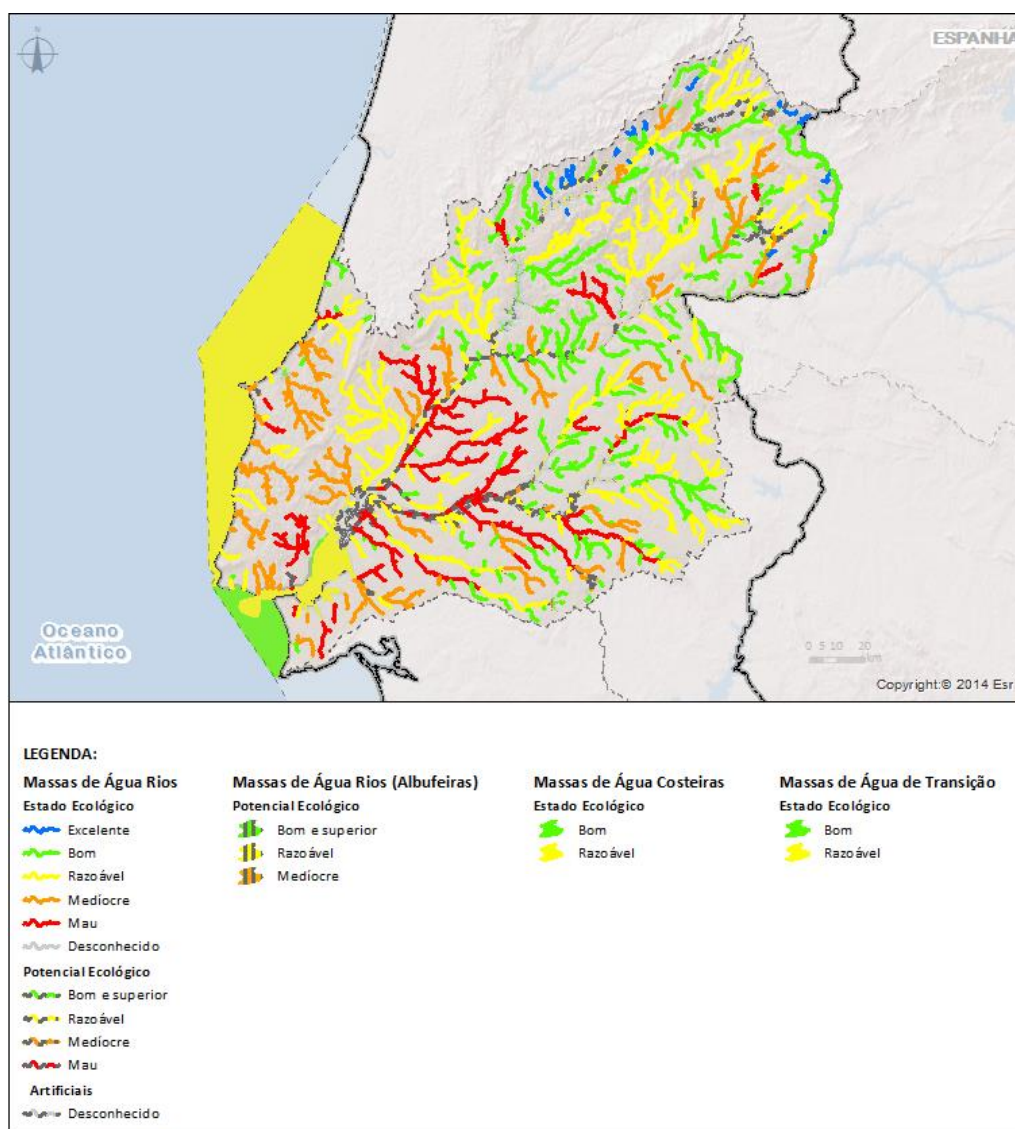 N
ESPANHA
Oceano
Atlântico
0 5 10 20
km
Copyright:© 2014 Esr
LEGENDA:
Massas de Água Rios
Estado Ecológico
Excelente
Bom
Razoável
Medíocre
Mau
Desconhecido
Potencial Ecológico
Bom e superior
Razoável
Medíocre
Mau
Artificiais
Desconhecido
Massas de Água Rios (Albufeiras)
Potencial Ecológico
Bom e superior
Razoável
Medíocre
Massas de Água Costeiras
Estado Ecológico
Bom
Razoável
Massas de Água de Transição
Estado Ecológico
Bom
Razoável